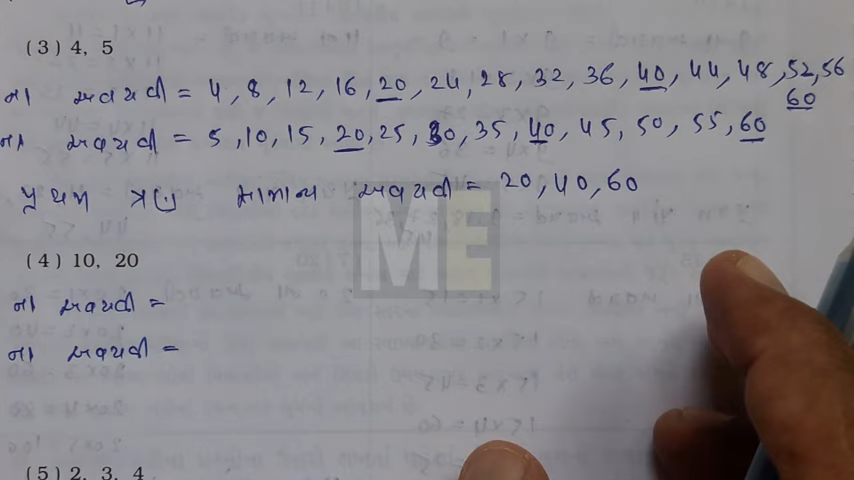 (3) 4, 5
ના અવયવી = 4, 8, 12, 16, 20, 24, 28, 32, 36, 40, 44, 48, 52, 56
60
ના અવયવી = 5, 10, 15, 20, 25, 30, 35, 40, 45, 50, 55, 60
પ્રથમ ત્રણ સામાન્ય અવયવી = 20, 40, 60
ME
(4) 10, 20
ના અવયવી =
ના અવયવી =
(5) 2, 3, 4